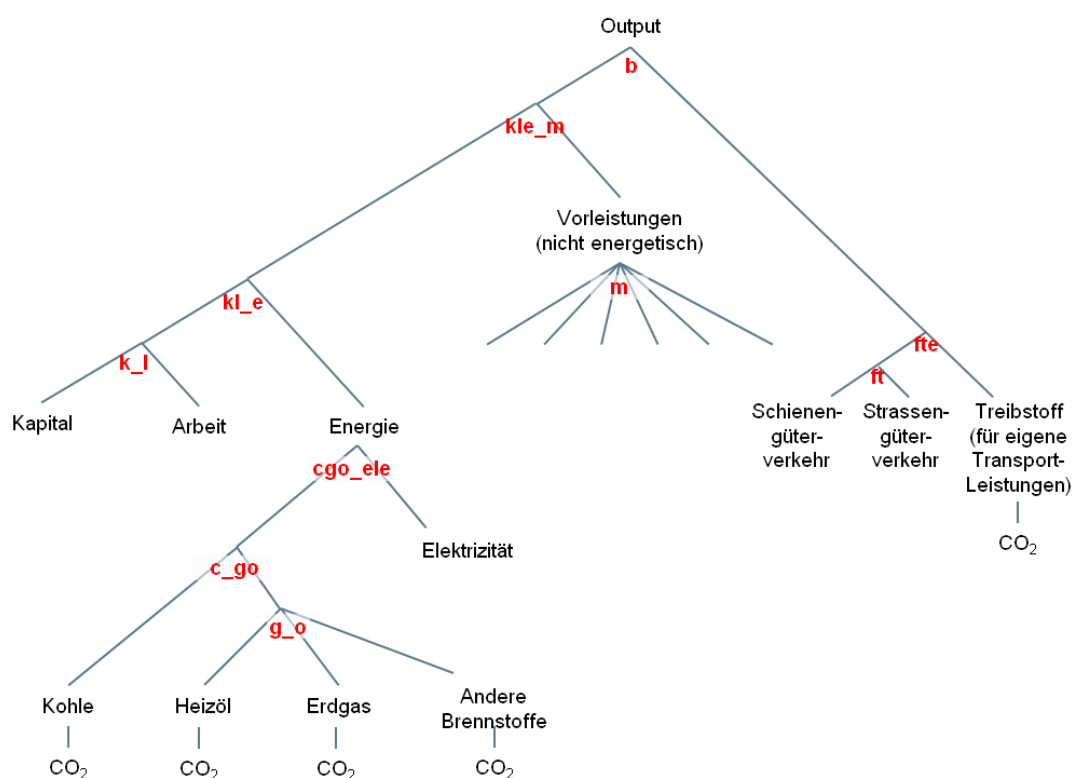 Output
b
kle_m
Vorleistungen
(nicht energetisch)
m
kl_e
k_l
fte
ft
Kapital
Arbeit
Energie
Schienen-
güter-
verkehr
Strassen-
güter-
verkehr
Treibstoff
(für eigene
Transport-
Leistungen)
CO₂
cgo_ele
Elektrizität
c_go
g_o
Kohle
Heizöl
Erdgas
Andere
Brennstoffe
CO₂
CO₂
CO₂
CO₂